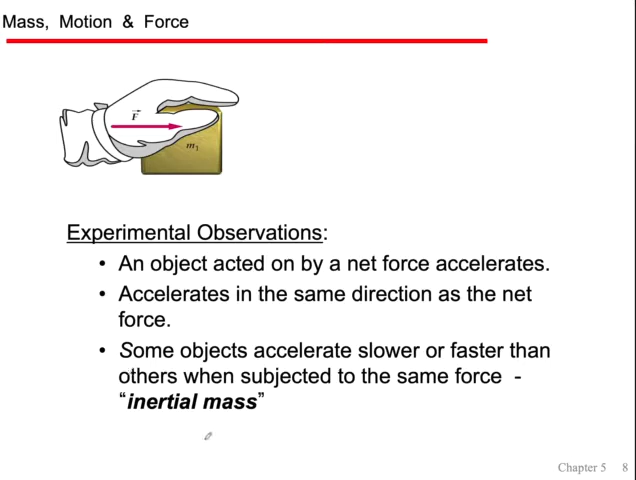 Mass, Motion & Force
F
m₁
Experimental Observations:
• An object acted on by a net force accelerates.
• Accelerates in the same direction as the net
force.
• Some objects accelerate slower or faster than
others when subjected to the same force -
“inertial mass”
Chapter 5 8